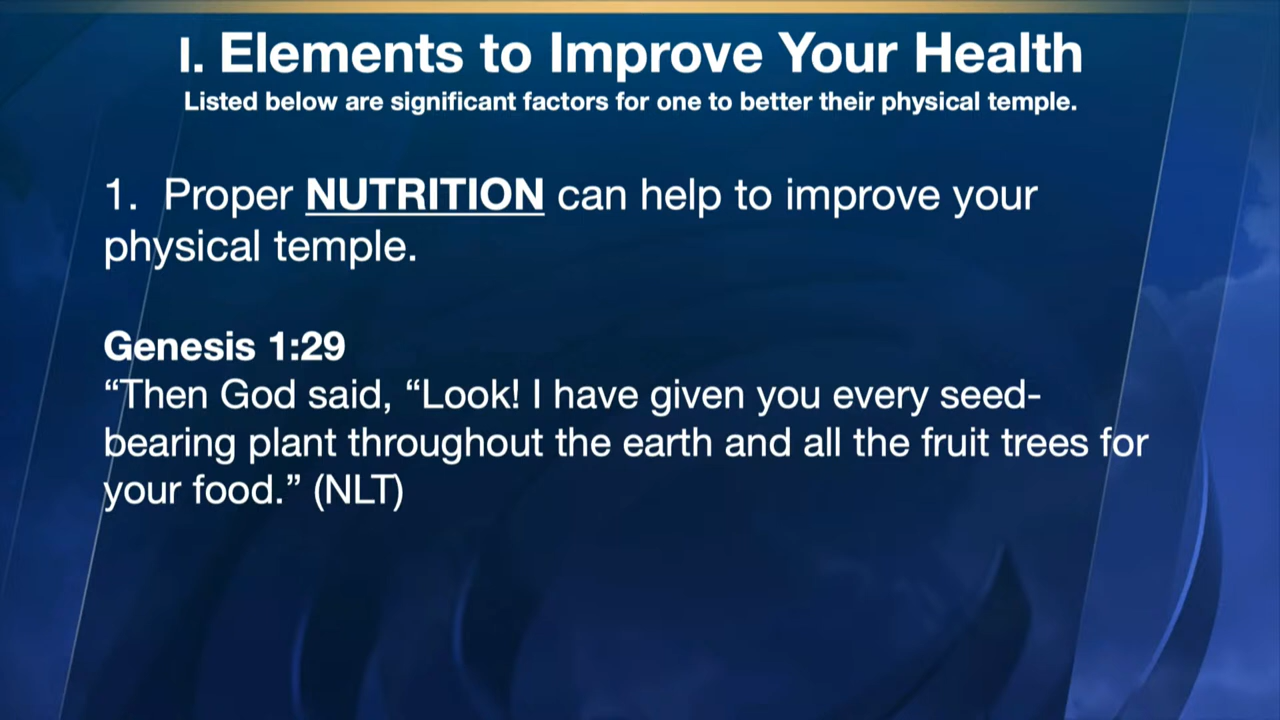 I. Elements to Improve Your Health
Listed below are significant factors for one to better their physical temple.
1. Proper NUTRITION can help to improve your
physical temple.
Genesis 1:29
“Then God said, “Look! I have given you every seed-
bearing plant throughout the earth and all the fruit trees for
your food.” (NLT)